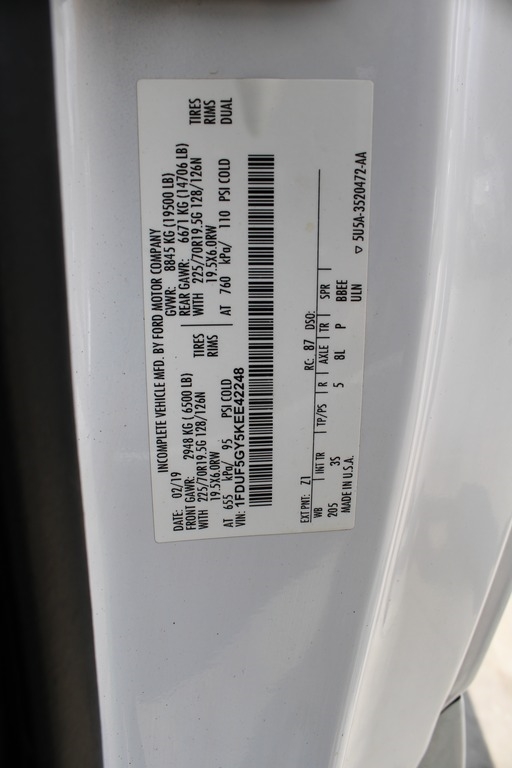 INCOMPLETE VEHICLE MFD. BY FORD MOTOR COMPANY
DATE: 02/19 GVWR: 8845 KG (19500 LB)
FRONT GAWR: 2948 KG (6500 LB) REAR GAWR: 6671 KG (14706 LB)
WITH 225/70R19.5G 128/126N TIRES WITH 225/70R19.5G 128/126N TIRES
19.5X6.0RW RIMS 19.5X6.0RW RIMS
AT 655 kPa/ 95 PSI COLD AT 760 kPa/ 110 PSI COLD DUAL
VIN: 1FDUF5GY5KEE42248
EXT PNT: Z1 RC: 87 DSO:
WB INT TR TP/PS R AXLE TR SPR
205 3S 5 8L P BBEE
MADE IN U.S.A. ULN
▽ 5U5A-3520472-AA